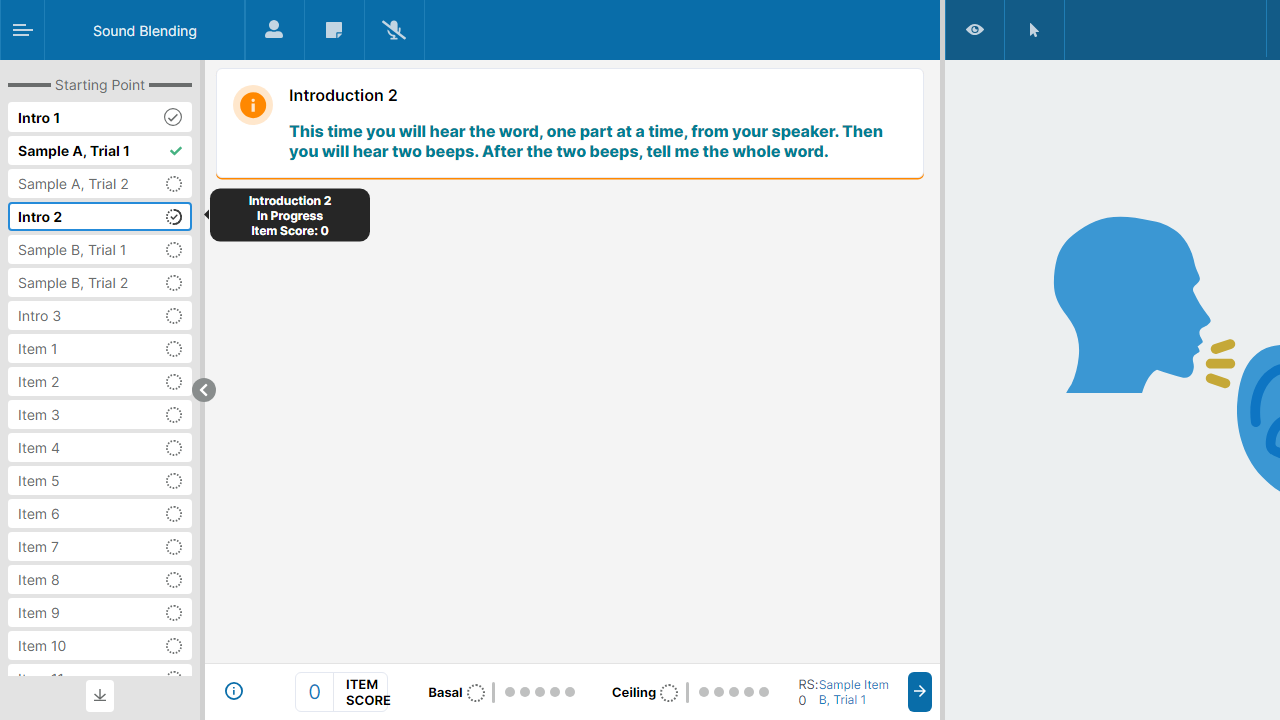 Sound Blending
Starting Point
Intro 1
Sample A, Trial 1
Sample A, Trial 2
Intro 2
Sample B, Trial 1
Sample B, Trial 2
Intro 3
Item 1
Item 2
Item 3
Item 4
Item 5
Item 6
Item 7
Item 8
Item 9
Item 10
Introduction 2
This time you will hear the word, one part at a time, from your speaker. Then
you will hear two beeps. After the two beeps, tell me the whole word.
Introduction 2
In Progress
Item Score: 0
0
ITEM
SCORE
Basal
Ceiling
RS:
0
Sample Item
B, Trial 1